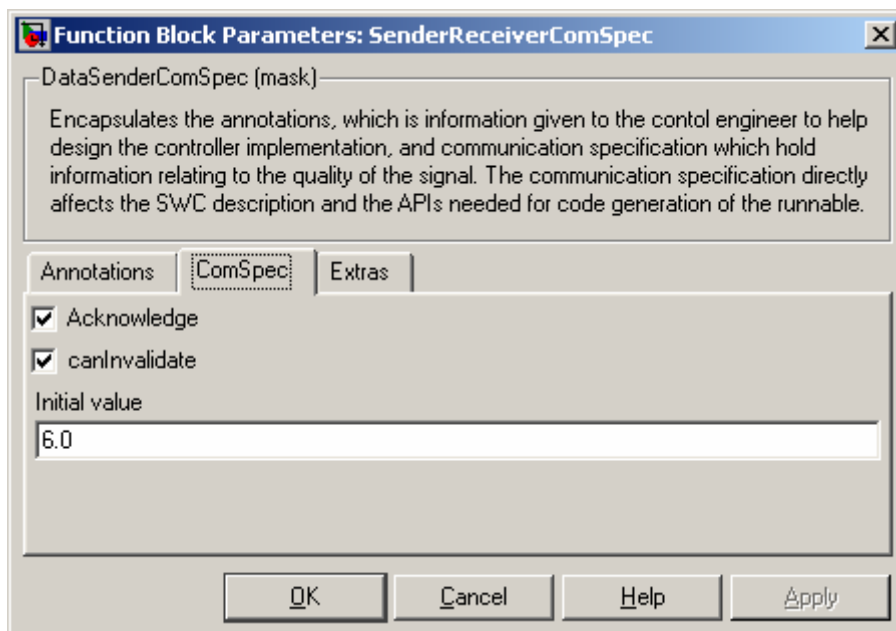 Function Block Parameters: SenderReceiverComSpec
DataSenderComSpec (mask)
Encapsulates the annotations, which is information given to the contol engineer to help
design the controller implementation, and communication specification which hold
information relating to the quality of the signal. The communication specification directly
affects the SWC description and the APIs needed for code generation of the runnable.
Annotations ComSpec Extras
Acknowledge
canInvalidate
Initial value
6.0
OK Cancel Help Apply